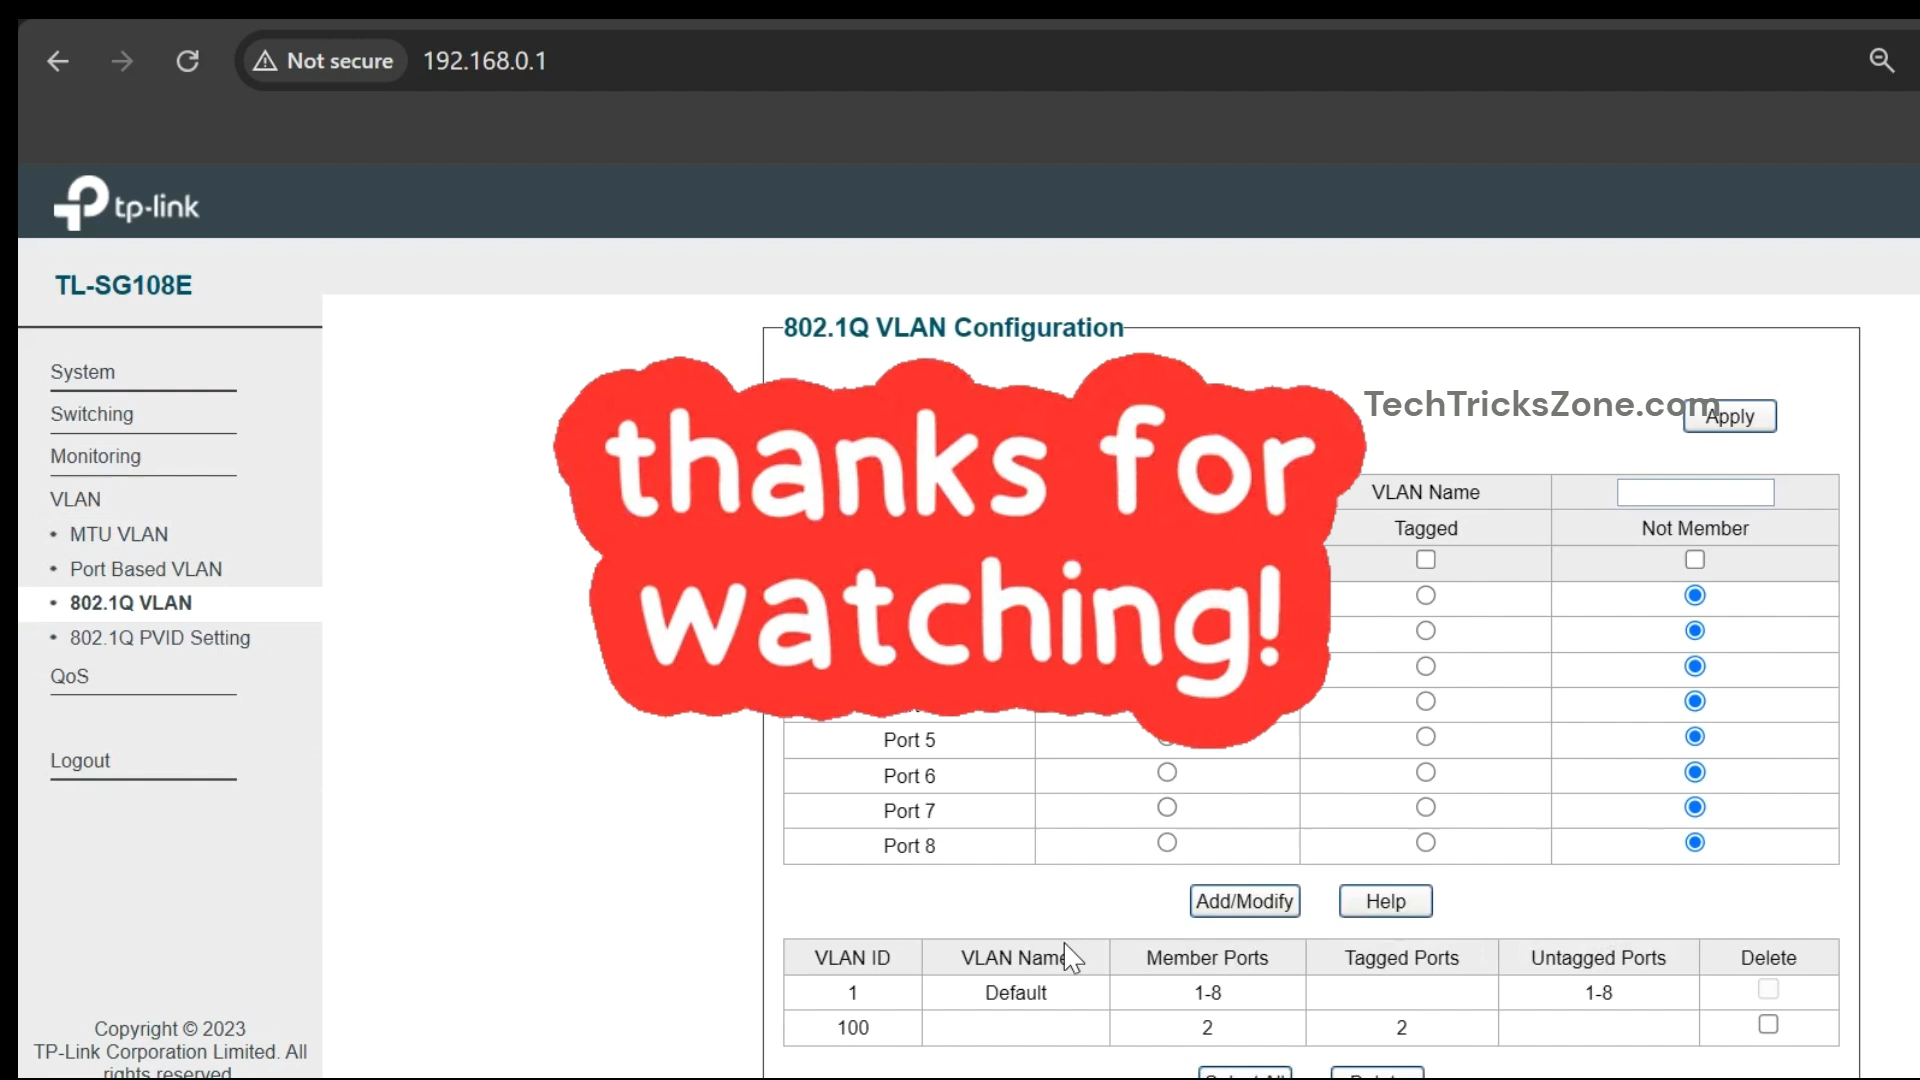 Not secure 192.168.0.1
tp-link
TL-SG108E
System
Switching
Monitoring
VLAN
• MTU VLAN
• Port Based VLAN
• 802.1Q VLAN
• 802.1Q PVID Setting
QoS
Logout
Copyright © 2023
TP-Link Corporation Limited. All
rights reserved
802.1Q VLAN Configuration
thanks for
watching!
TechTricksZone.com
Apply
VLAN Name
Tagged Not Member
Port 5
Port 6
Port 7
Port 8
Add/Modify Help
VLAN ID VLAN Name Member Ports Tagged Ports Untagged Ports Delete
1 Default 1-8 1-8
100 2 2